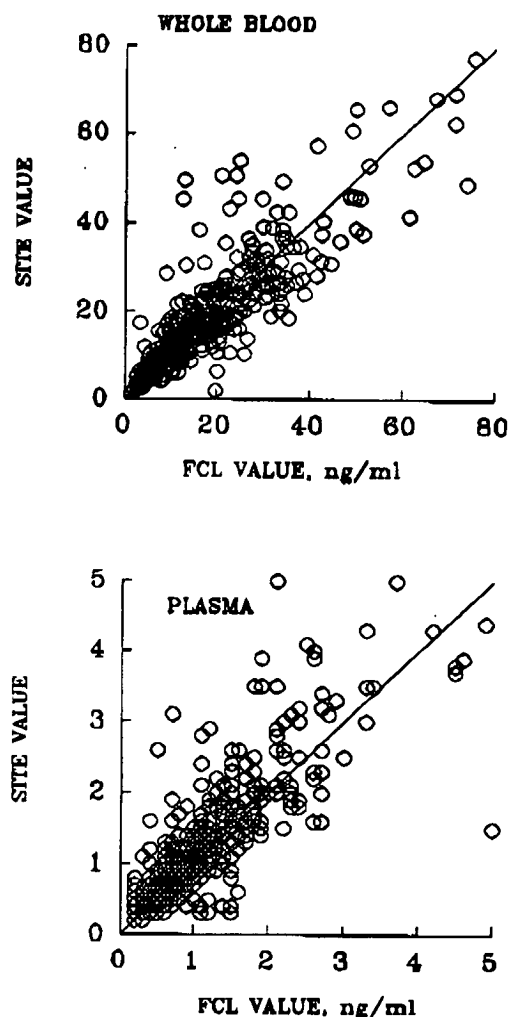 WHOLE BLOOD
80
60
40
20
0
SITE VALUE
0 20 40 60 80
FCL VALUE, ng/ml
5
4
3
2
1
0
PLASMA
SITE VALUE
0 1 2 3 4 5
FCL VALUE, ng/ml